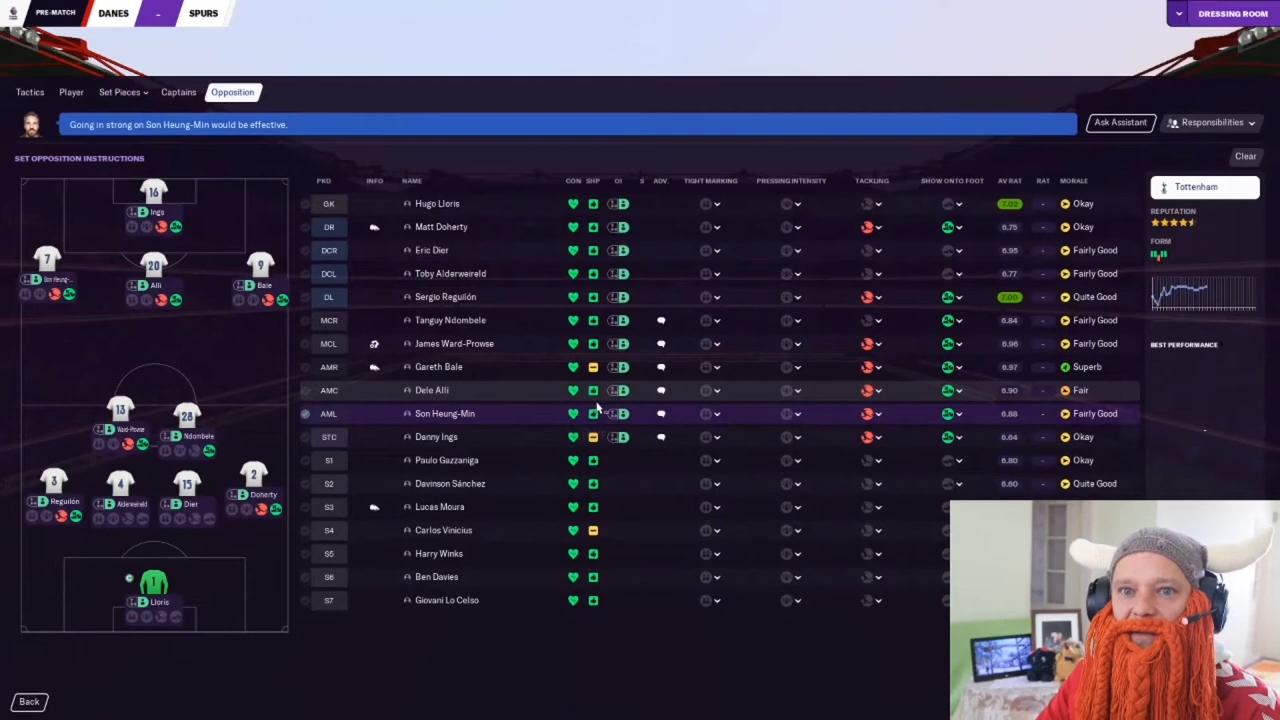 PRE-MATCH DANES - SPURS DRESSING ROOM
Tactics Player Set Pieces Captains Opposition
Going in strong on Son Heung-Min would be effective. Ask Assistant Responsibilities
SET OPPOSITION INSTRUCTIONS Clear
PKD INFO NAME CON SHP OI S ADV. TIGHT MARKING PRESSING INTENSITY TACKLING SHOW ONTO FOOT AV RAT RAT MORALE
GK Hugo Lloris 7.02 - Okay
DR Matt Doherty 6.75 - Okay
DCR Eric Dier 6.95 - Fairly Good
DCL Toby Alderweireld 6.77 - Fairly Good
DL Sergio Reguilón 7.00 - Quite Good
MCR Tanguy Ndombele 6.84 - Fairly Good
MCL James Ward-Prowse 6.96 - Fairly Good
AMR Gareth Bale 6.97 - Superb
AMC Dele Alli 6.90 - Fair
AML Son Heung-Min 6.88 - Fairly Good
STC Danny Ings 6.64 - Okay
S1 Paulo Gazzaniga 6.80 - Okay
S2 Davinson Sánchez 6.60 - Quite Good
S3 Lucas Moura
S4 Carlos Vinicius
S5 Harry Winks
S6 Ben Davies
S7 Giovani Lo Celso
16
Ings
7 20 9
Son Heung-... Alli Bale
13 28
Ward-Prowse Ndombele
3 4 15 2
Reguilón Alderweireld Dier Doherty
1
Lloris
Tottenham
REPUTATION
FORM
BEST PERFORMANCE
Back